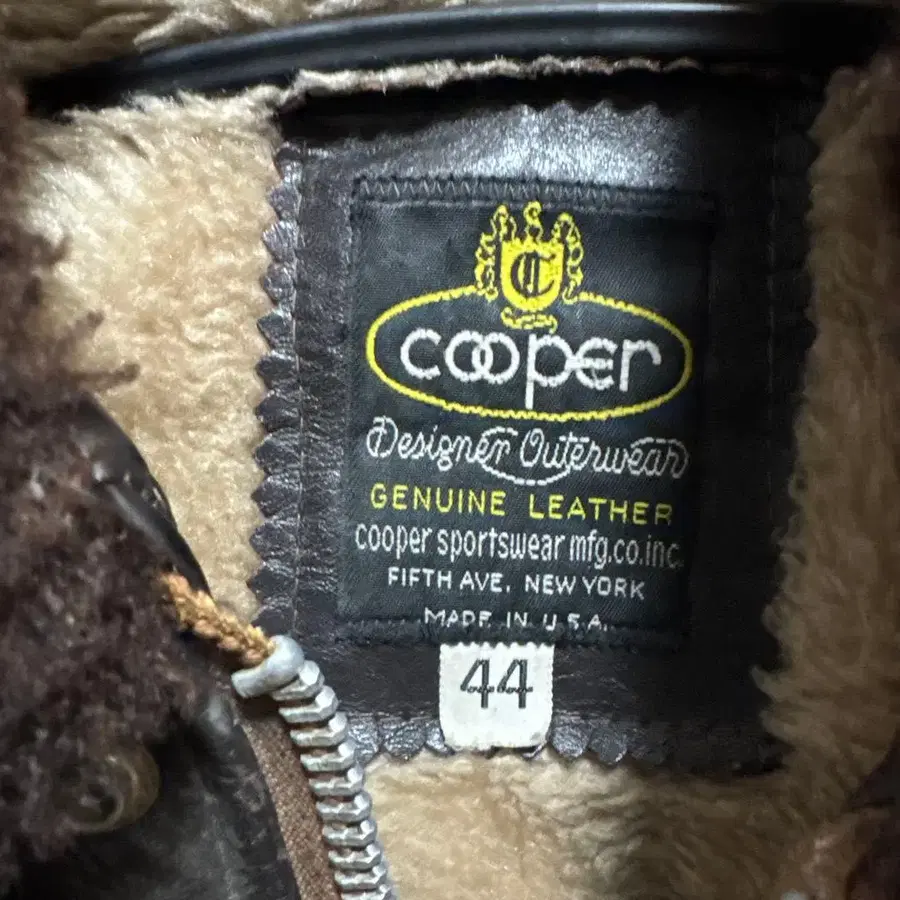 C
cooper
Designer Outerwear
GENUINE LEATHER
cooper sportswear mfg.co.inc.
FIFTH AVE, NEW YORK
MADE IN U.S.A.
44